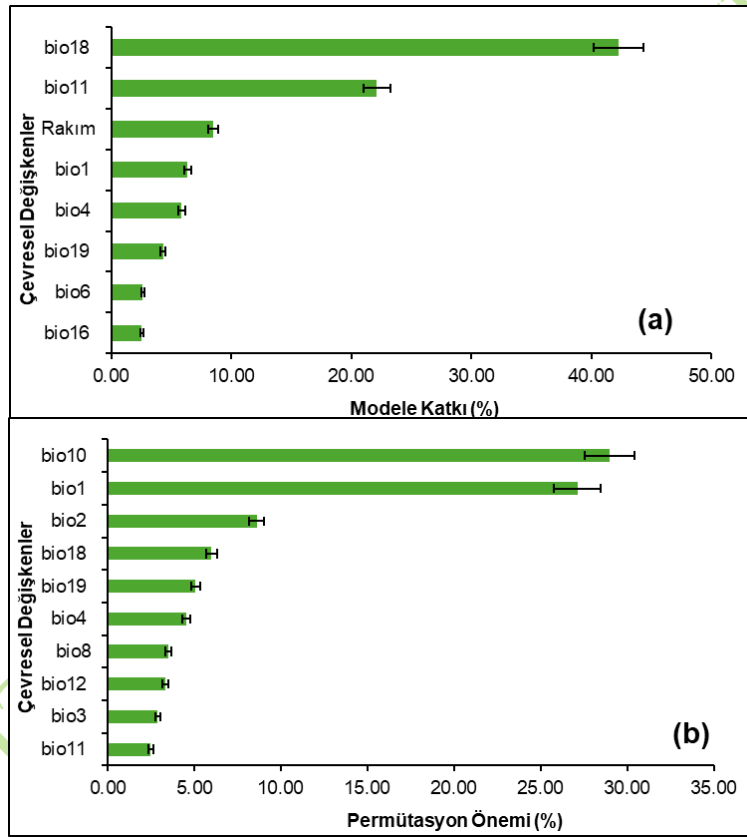 bio18
bio11
Rakım
bio1
bio4
bio19
bio6
bio16
Çevresel Değişkenler
(a)
0.00 10.00 20.00 30.00 40.00 50.00
Modele Katkı (%)
bio10
bio1
bio2
bio18
bio19
bio4
bio8
bio12
bio3
bio11
Çevresel Değişkenler
(b)
0.00 5.00 10.00 15.00 20.00 25.00 30.00 35.00
Permütasyon Önemi (%)